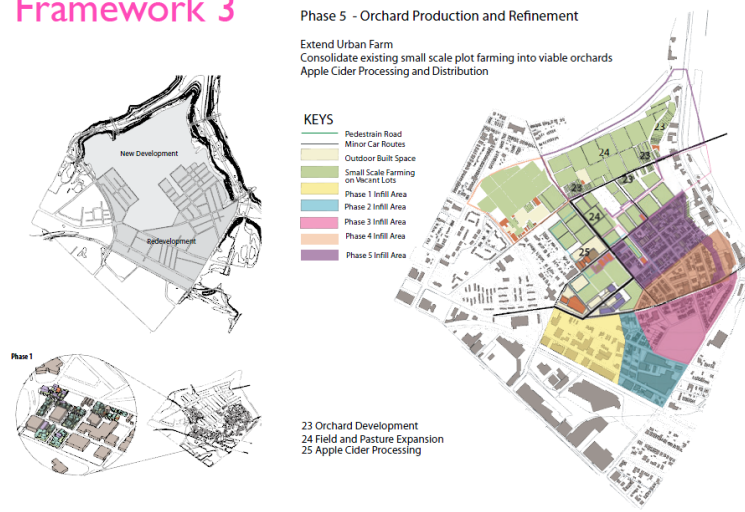 Framework 3
New Development
Redevelopment
Phase 1
Phase 5 - Orchard Production and Refinement
Extend Urban Farm
Consolidate existing small scale plot farming into viable orchards
Apple Cider Processing and Distribution
KEYS
Pedestrain Road
Minor Car Routes
Outdoor Built Space
Small Scale Farming
on Vacant Lots
Phase 1 Infill Area
Phase 2 Infill Area
Phase 3 Infill Area
Phase 4 Infill Area
Phase 5 Infill Area
23
24
23
23
23
24
25
23 Orchard Development
24 Field and Pasture Expansion
25 Apple Cider Processing